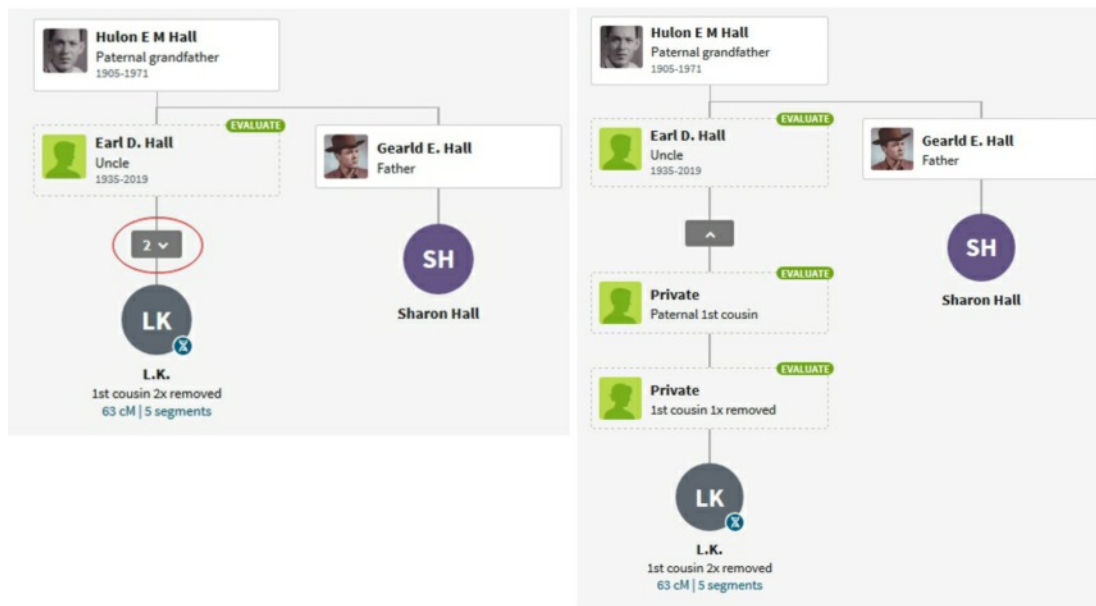 Hulon E M Hall
Paternal grandfather
1905-1971
EVALUATE
Earl D. Hall
Uncle
1935-2019
Gearld E. Hall
Father
2
LK
L.K.
1st cousin 2x removed
63 cM | 5 segments
SH
Sharon Hall
Hulon E M Hall
Paternal grandfather
1905-1971
EVALUATE
Earl D. Hall
Uncle
1935-2019
Gearld E. Hall
Father
SH
Sharon Hall
EVALUATE
Private
Paternal 1st cousin
EVALUATE
Private
1st cousin 1x removed
LK
L.K.
1st cousin 2x removed
63 cM | 5 segments